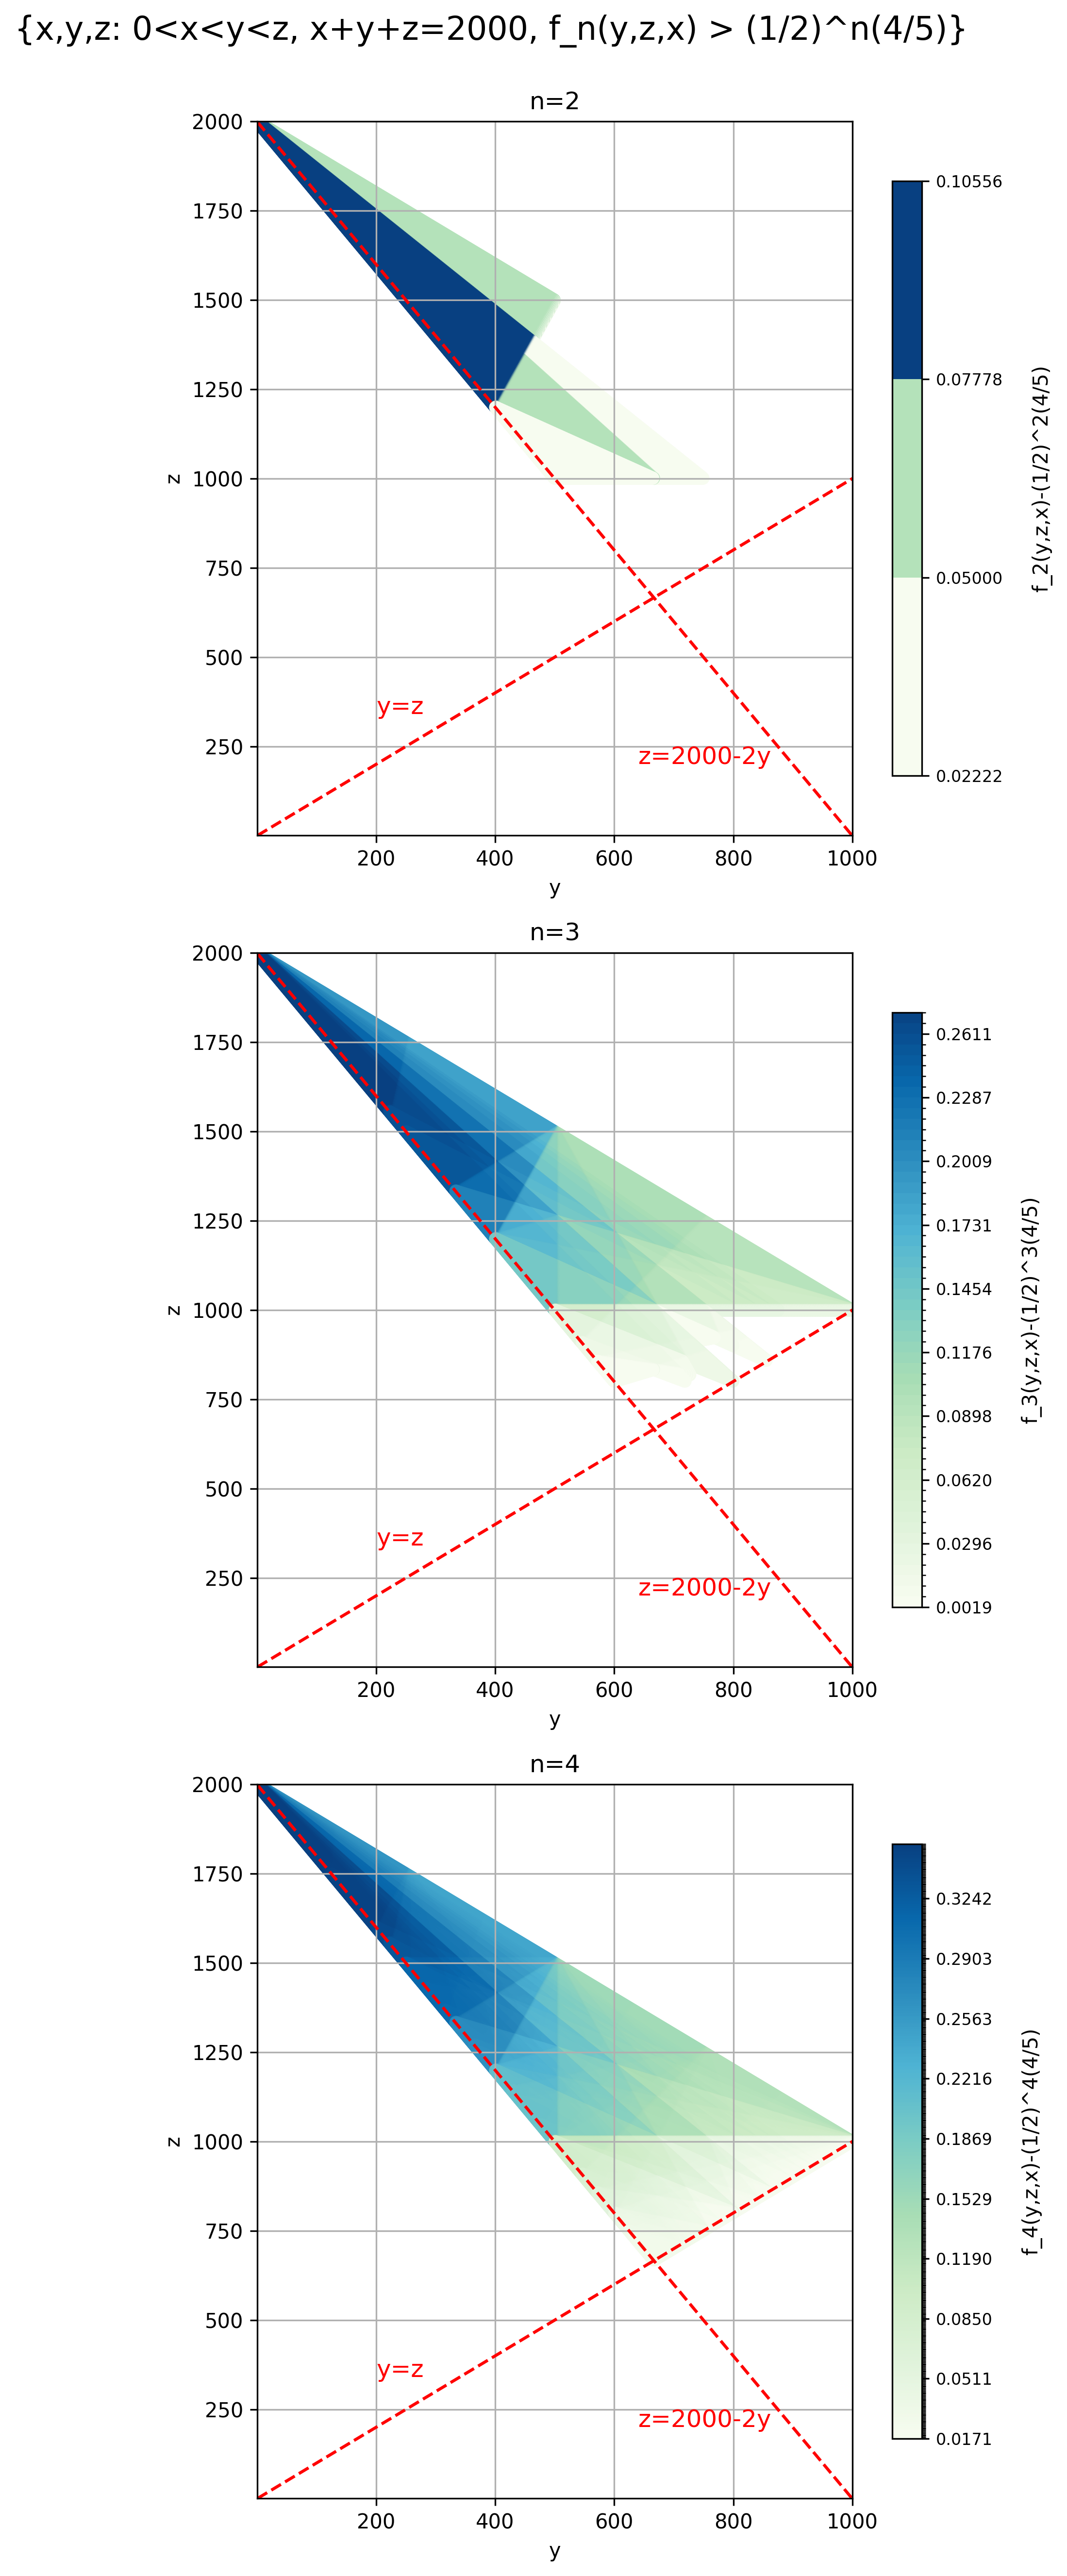 {x,y,z: 0<x<y<z, x+y+z=2000, f_n(y,z,x) > (1/2)^n(4/5)}
n=2
2000
1750
1500
1250
1000
750
500
250
z
y=z
z=2000-2y
200 400 600 800 1000
y
0.10556
0.07778
0.05000
0.02222
f_2(y,z,x)-(1/2)^2(4/5)
n=3
2000
1750
1500
1250
1000
750
500
250
z
y=z
z=2000-2y
200 400 600 800 1000
y
0.2611
0.2287
0.2009
0.1731
0.1454
0.1176
0.0898
0.0620
0.0296
0.0019
f_3(y,z,x)-(1/2)^3(4/5)
n=4
2000
1750
1500
1250
1000
750
500
250
z
y=z
z=2000-2y
200 400 600 800 1000
y
0.3242
0.2903
0.2563
0.2216
0.1869
0.1529
0.1190
0.0850
0.0511
0.0171
f_4(y,z,x)-(1/2)^4(4/5)